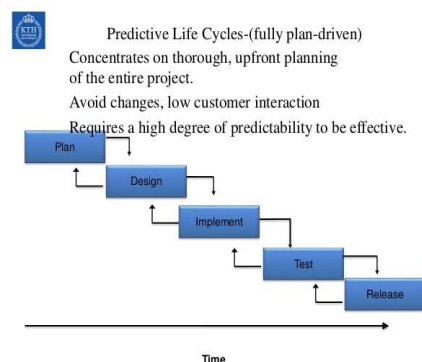 KTH
Predictive Life Cycles-(fully plan-driven)
Concentrates on thorough, upfront planning
of the entire project.
Avoid changes, low customer interaction
Requires a high degree of predictability to be effective.
Plan
Design
Implement
Test
Release
Time